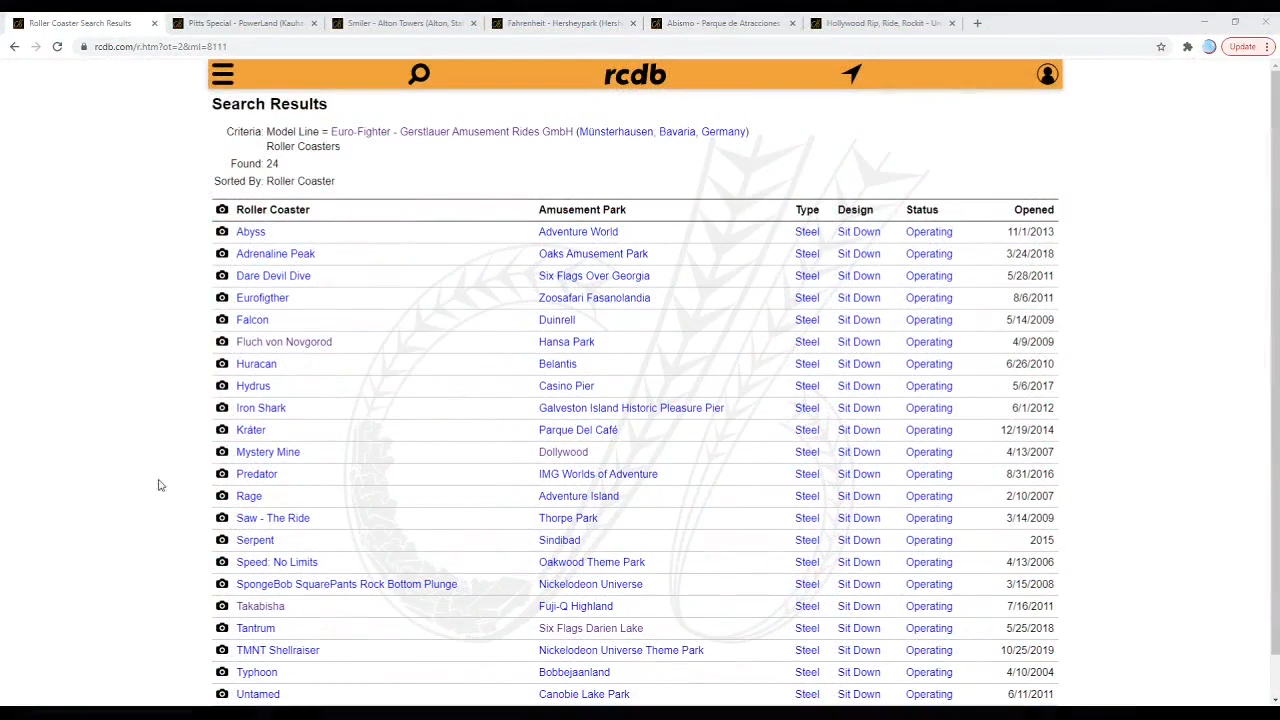 Roller Coaster Search Results × Pitts Special - PowerLand (Kauha × Smiler - Alton Towers (Alton, Sta × Fahrenheit - Hersheypark (Hersh × Abismo - Parque de Atracciones × Hollywood Rip, Ride, Rockit - Un × +
rcdb.com/r.htm?ot=2&ml=8111 Update
rcdb
Search Results
Criteria: Model Line = Euro-Fighter - Gerstlauer Amusement Rides GmbH (Münsterhausen, Bavaria, Germany)
Roller Coasters
Found: 24
Sorted By: Roller Coaster
Roller Coaster Amusement Park Type Design Status Opened
Abyss Adventure World Steel Sit Down Operating 11/1/2013
Adrenaline Peak Oaks Amusement Park Steel Sit Down Operating 3/24/2018
Dare Devil Dive Six Flags Over Georgia Steel Sit Down Operating 5/28/2011
Eurofigther Zoosafari Fasanolandia Steel Sit Down Operating 8/6/2011
Falcon Duinrell Steel Sit Down Operating 5/14/2009
Fluch von Novgorod Hansa Park Steel Sit Down Operating 4/9/2009
Huracan Belantis Steel Sit Down Operating 6/26/2010
Hydrus Casino Pier Steel Sit Down Operating 5/6/2017
Iron Shark Galveston Island Historic Pleasure Pier Steel Sit Down Operating 6/1/2012
Kráter Parque Del Café Steel Sit Down Operating 12/19/2014
Mystery Mine Dollywood Steel Sit Down Operating 4/13/2007
Predator IMG Worlds of Adventure Steel Sit Down Operating 8/31/2016
Rage Adventure Island Steel Sit Down Operating 2/10/2007
Saw - The Ride Thorpe Park Steel Sit Down Operating 3/14/2009
Serpent Sindibad Steel Sit Down Operating 2015
Speed: No Limits Oakwood Theme Park Steel Sit Down Operating 4/13/2006
SpongeBob SquarePants Rock Bottom Plunge Nickelodeon Universe Steel Sit Down Operating 3/15/2008
Takabisha Fuji-Q Highland Steel Sit Down Operating 7/16/2011
Tantrum Six Flags Darien Lake Steel Sit Down Operating 5/25/2018
TMNT Shellraiser Nickelodeon Universe Theme Park Steel Sit Down Operating 10/25/2019
Typhoon Bobbejaanland Steel Sit Down Operating 4/10/2004
Untamed Canobie Lake Park Steel Sit Down Operating 6/11/2011